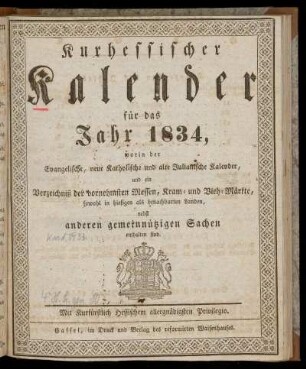 Kurhessischer
Kalender
für das
Jahr 1834,
worin der
Evangelische, neue Katholische und alte Julianische Kalender,
und ein
Verzeichniß der vornehmsten Messen, Kram- und Vieh-Märkte,
sowohl in hiesigen als benachbarten Landen,
nebst
anderen gemeinnützigen Sachen
enthalten sind.
Mit Kurfürstlich Hessischem allergnädigsten Privilegio.
Cassel, im Druck und Verlag des reformirten Waisenhauses.